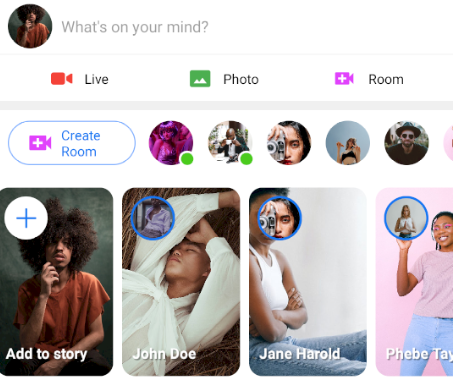 What's on your mind?
Live
Photo
Room
Create
Room
Add to story
John Doe
Jane Harold
Phebe Tay